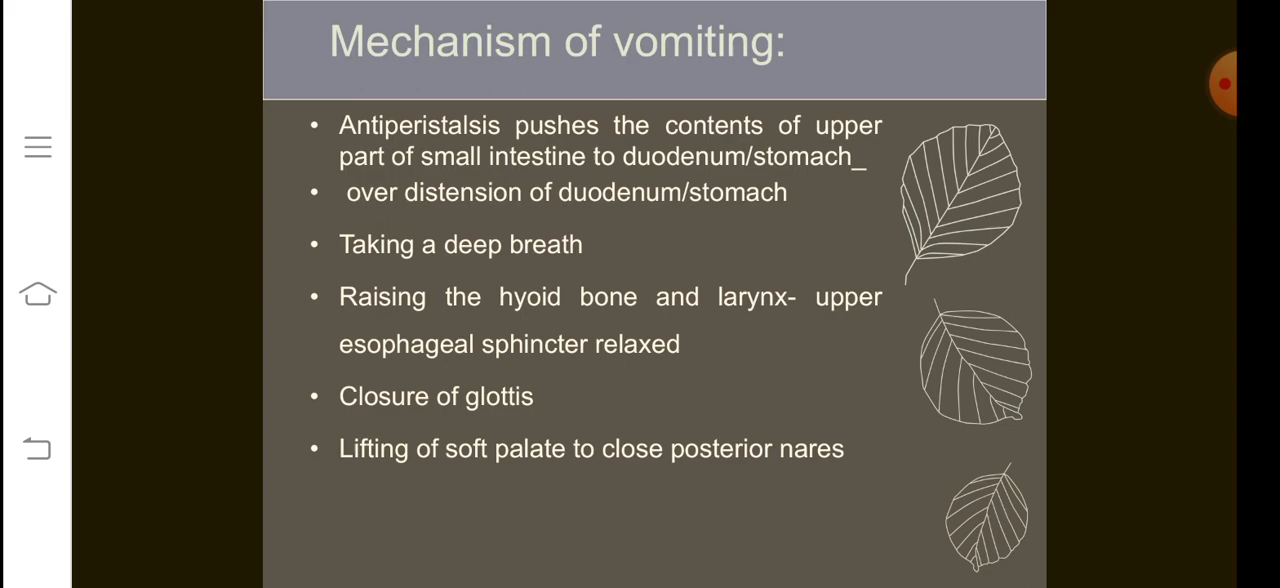 Mechanism of vomiting:
• Antiperistalsis pushes the contents of upper
part of small intestine to duodenum/stomach_
• over distension of duodenum/stomach
• Taking a deep breath
• Raising the hyoid bone and larynx- upper
esophageal sphincter relaxed
• Closure of glottis
• Lifting of soft palate to close posterior nares